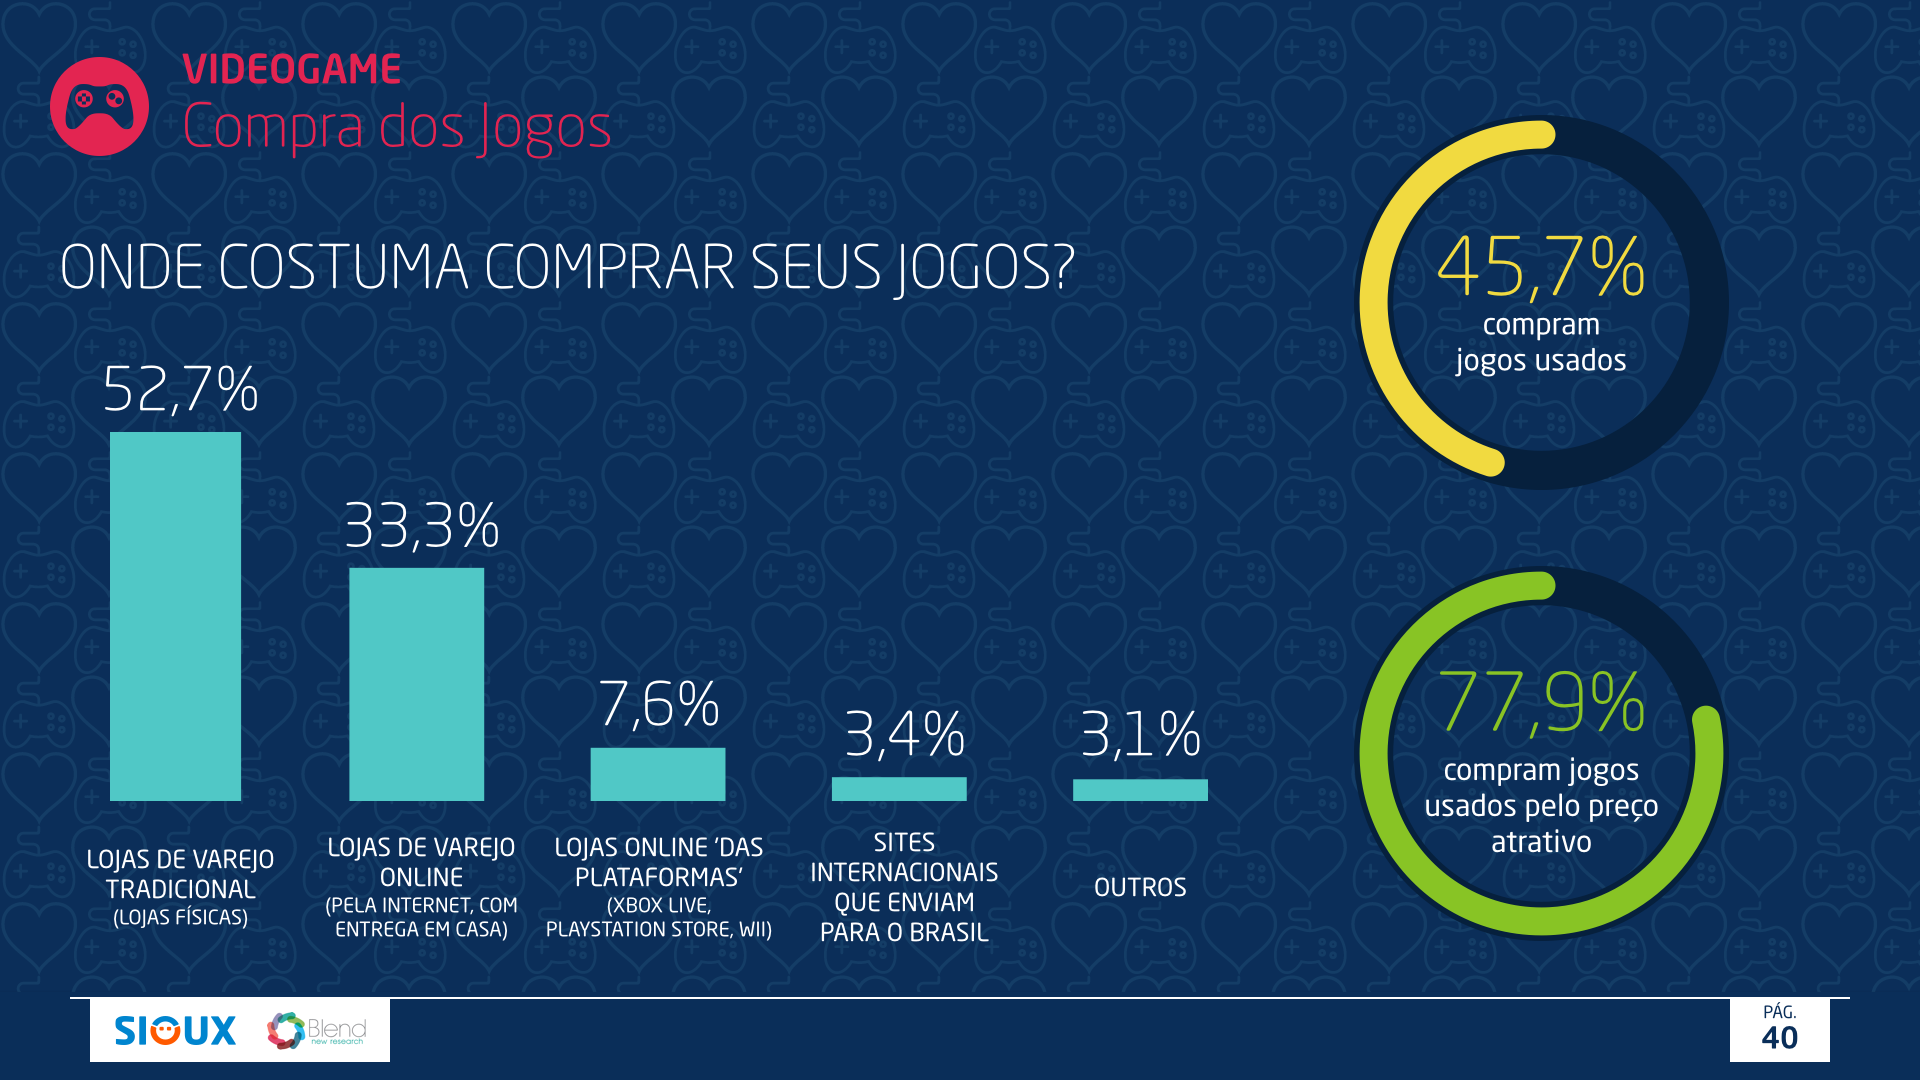 VIDEOGAME
Compra dos Jogos
ONDE COSTUMA COMPRAR SEUS JOGOS?
52,7%
LOJAS DE VAREJO
TRADICIONAL
(LOJAS FÍSICAS)
33,3%
LOJAS DE VAREJO
ONLINE
(PELA INTERNET, COM
ENTREGA EM CASA)
7,6%
LOJAS ONLINE 'DAS
PLATAFORMAS'
(XBOX LIVE,
PLAYSTATION STORE, WII)
3,4%
SITES
INTERNACIONAIS
QUE ENVIAM
PARA O BRASIL
3,1%
OUTROS
45,7%
compram
jogos usados
77,9%
compram jogos
usados pelo preço
atrativo
SIOUX
Blend
new research
PÁG.
40